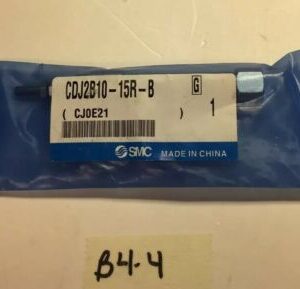 CDJ2B10-15R-B G
( CJ0E21 ) 1
SMC MADE IN CHINA
B4-4